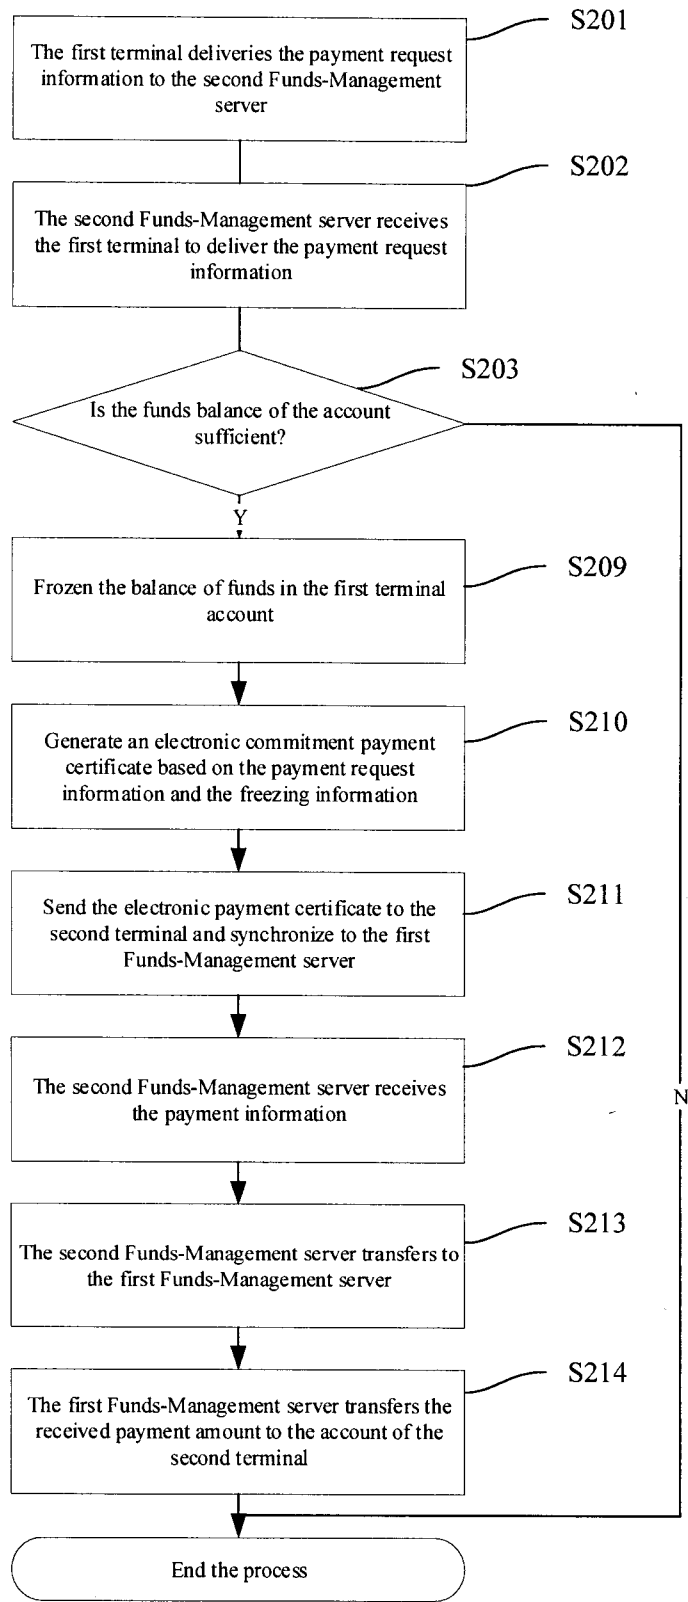 S201
The first terminal deliveries the payment request
information to the second Funds-Management
server
S202
The second Funds-Management server receives
the first terminal to deliver the payment request
information
S203
Is the funds balance of the account
sufficient?
Y
S209
Frozen the balance of funds in the first terminal
account
S210
Generate an electronic commitment payment
certificate based on the payment request
information and the freezing information
S211
Send the electronic payment certificate to the
second terminal and synchronize to the first
Funds-Management server
S212
The second Funds-Management server receives
the payment information
N
S213
The second Funds-Management server transfers to
the first Funds-Management server
S214
The first Funds-Management server transfers the
received payment amount to the account of the
second terminal
End the process